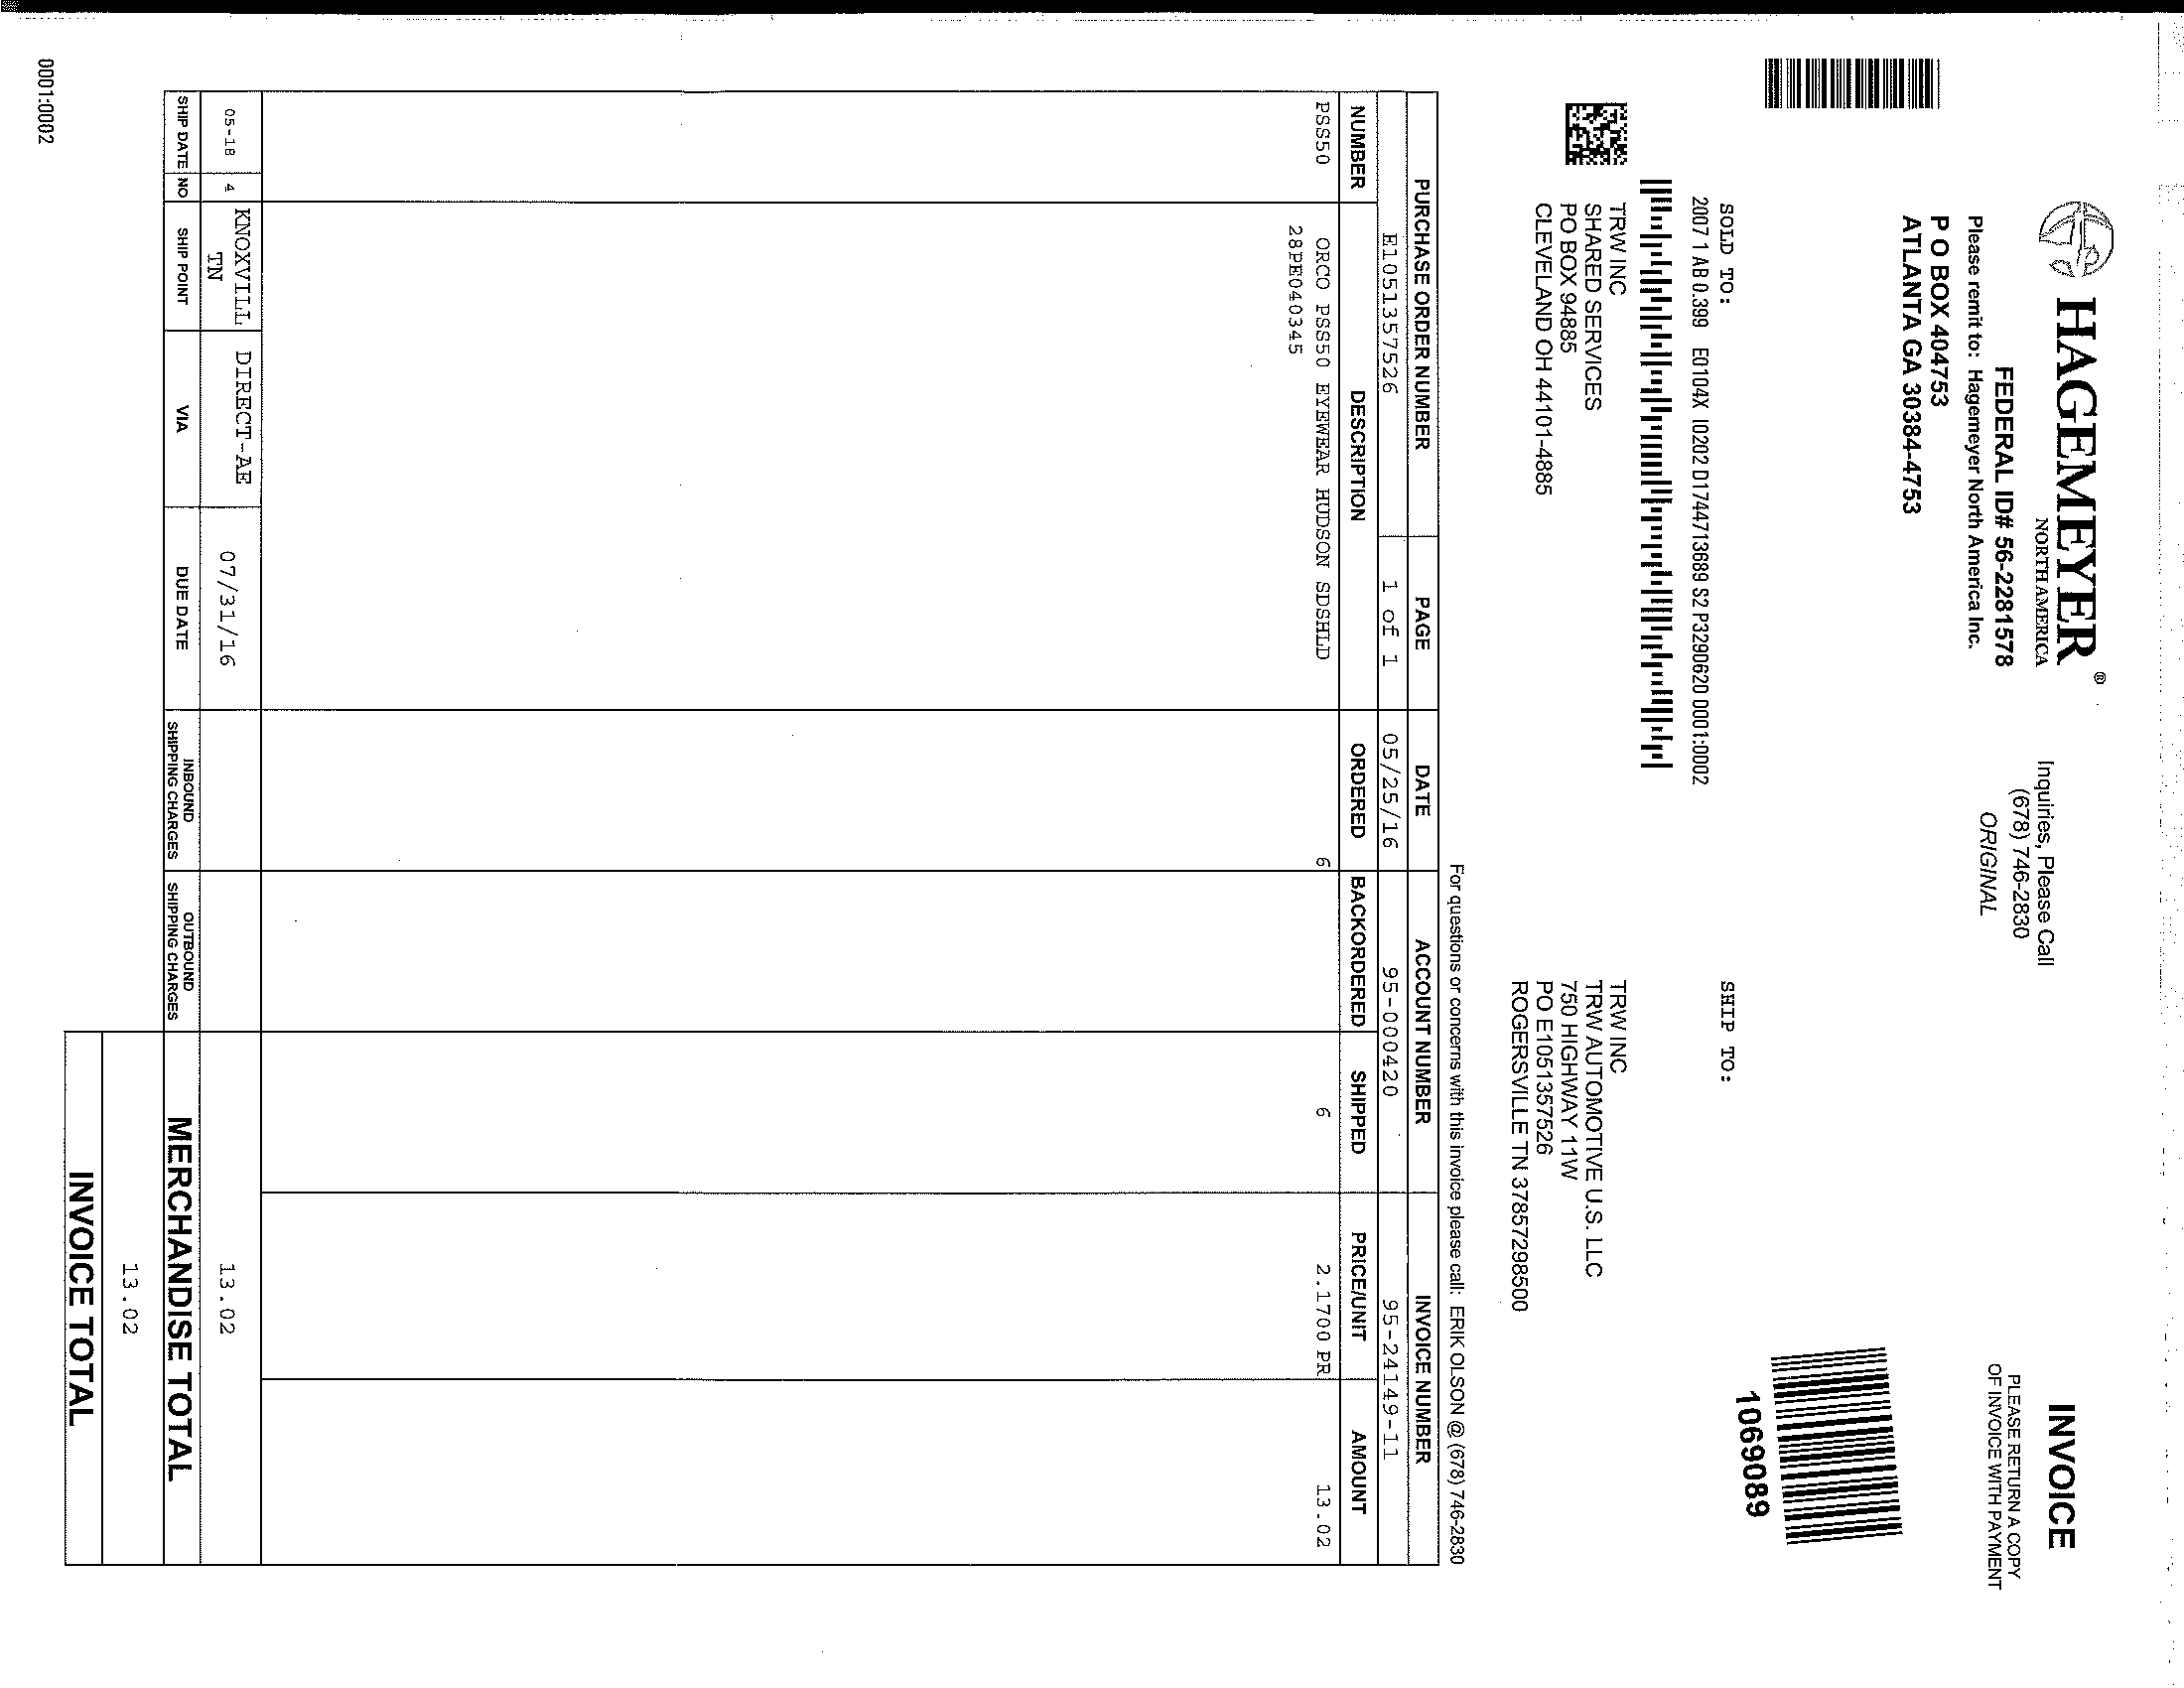 HAGEMEYER®
NORTH AMERICA
FEDERAL ID# 56-2281578
Please remit to: Hagemeyer North America Inc.
P O BOX 404753
ATLANTA GA 30384-4753
Inquiries, Please Call
(678) 746-2830
ORIGINAL
INVOICE
PLEASE RETURN A COPY
OF INVOICE WITH PAYMENT
1069089
SOLD TO:
2007 1 AB 0.399 E0104X I0202 D1744713689 S2 P3290620 0001:0002
TRW INC
SHARED SERVICES
PO BOX 94885
CLEVELAND OH 44101-4885
SHIP TO:
TRW INC
TRW AUTOMOTIVE U.S. LLC
750 HIGHWAY 11W
PO E1051357526
ROGERSVILLE TN 37857298500
For questions or concerns with this invoice please call: ERIK OLSON @ (678) 746-2830
PURCHASE ORDER NUMBER PAGE DATE ACCOUNT NUMBER INVOICE NUMBER
E1051357526 1 of 1 05/25/16 95-000420 95-24149-11
NUMBER DESCRIPTION ORDERED BACKORDERED SHIPPED PRICE/UNIT AMOUNT
PSS50 ORCO PSS50 EYEWEAR HUDSON SDSHLD 6 6 2.1700 PR 13.02
28PE040345
05-18 4 KNOXVILL TN DIRECT-AE 07/31/16 13.02
SHIP DATE NO SHIP POINT VIA DUE DATE INBOUND SHIPPING CHARGES OUTBOUND SHIPPING CHARGES MERCHANDISE TOTAL
13.02
INVOICE TOTAL
0001:0002